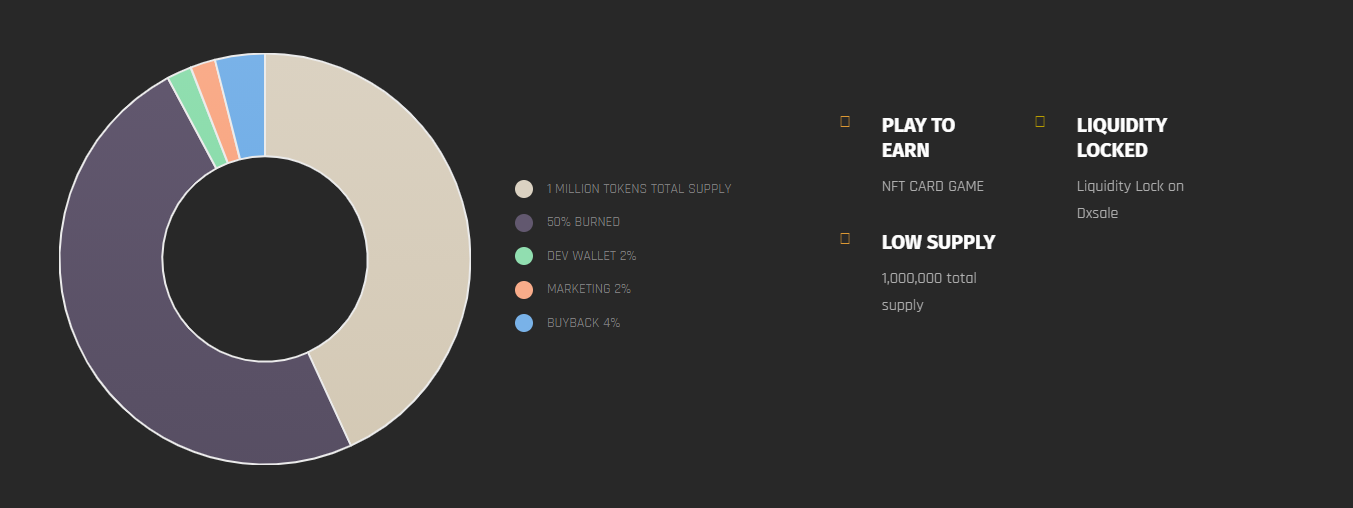 1 MILLION TOKENS TOTAL SUPPLY
50% BURNED
DEV WALLET 2%
MARKETING 2%
BUYBACK 4%
PLAY TO
EARN
NFT CARD GAME
LIQUIDITY
LOCKED
Liquidity Lock on
Dxsale
LOW SUPPLY
1,000,000 total
supply